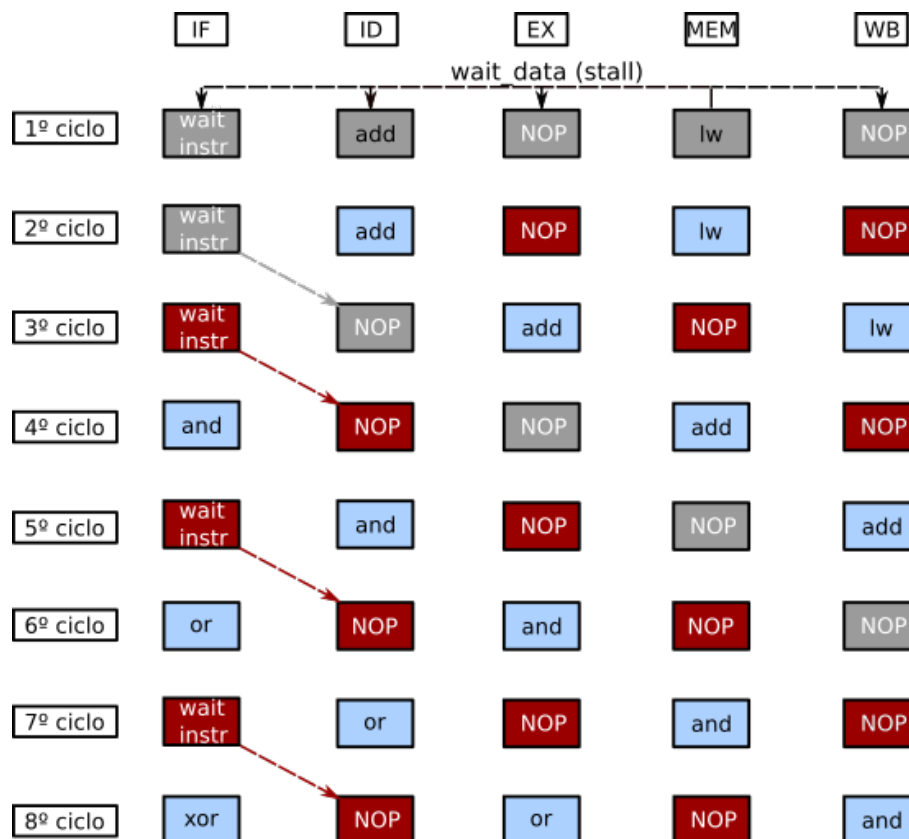 IF ID EX MEM WB
wait_data (stall)
1º ciclo wait instr add NOP lw NOP
2º ciclo wait instr add NOP lw NOP
3º ciclo wait instr NOP add NOP lw
4º ciclo and NOP NOP add NOP
5º ciclo wait instr and NOP NOP add
6º ciclo or NOP and NOP NOP
7º ciclo wait instr or NOP and NOP
8º ciclo xor NOP or NOP and